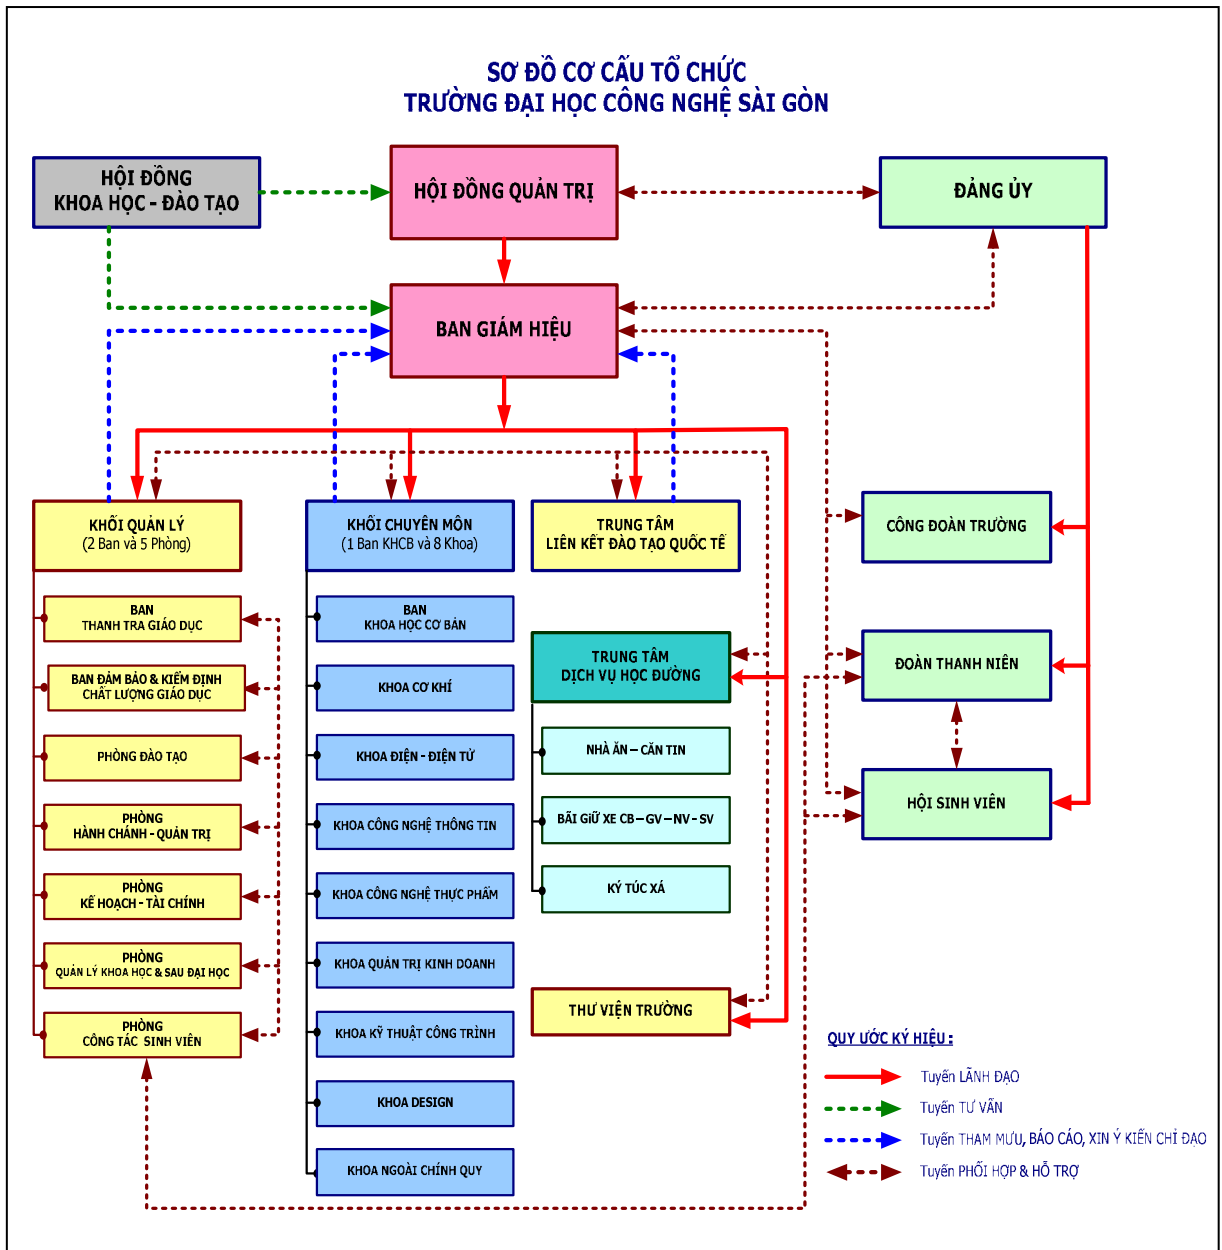 SƠ ĐỒ CƠ CẤU TỔ CHỨC
TRƯỜNG ĐẠI HỌC CÔNG NGHỆ SÀI GÒN
HỘI ĐỒNG
KHOA HỌC - ĐÀO TẠO
HỘI ĐỒNG QUẢN TRỊ
ĐẢNG ỦY
BAN GIÁM HIỆU
KHỐI QUẢN LÝ
(2 Ban và 5 Phòng)
KHỐI CHUYÊN MÔN
(1 Ban KHCB và 8 Khoa)
TRUNG TÂM
LIÊN KẾT ĐÀO TẠO QUỐC TẾ
CÔNG ĐOÀN TRƯỜNG
BAN
THANH TRA GIÁO DỤC
BAN ĐẢM BẢO & KIỂM ĐỊNH
CHẤT LƯỢNG GIÁO DỤC
PHÒNG ĐÀO TẠO
PHÒNG
HÀNH CHÁNH - QUẢN TRỊ
PHÒNG
KẾ HOẠCH - TÀI CHÍNH
PHÒNG
QUẢN LÝ KHOA HỌC & SAU ĐẠI HỌC
PHÒNG
CÔNG TÁC SINH VIÊN
BAN
KHOA HỌC CƠ BẢN
KHOA CƠ KHÍ
KHOA ĐIỆN - ĐIỆN TỬ
KHOA CÔNG NGHỆ THÔNG TIN
KHOA CÔNG NGHỆ THỰC PHẨM
KHOA QUẢN TRỊ KINH DOANH
KHOA KỸ THUẬT CÔNG TRÌNH
KHOA DESIGN
KHOA NGOÀI CHÍNH QUY
TRUNG TÂM
DỊCH VỤ HỌC ĐƯỜNG
NHÀ ĂN – CĂN TIN
BÃI GiỮ XE CB – GV – NV - SV
KÝ TÚC XÁ
THƯ VIỆN TRƯỜNG
ĐOÀN THANH NIÊN
HỘI SINH VIÊN
QUY ƯỚC KÝ HIỆU :
Tuyến LÃNH ĐẠO
Tuyến TƯ VẤN
Tuyến THAM MƯU, BÁO CÁO, XIN Ý KIẾN CHỈ ĐẠO
Tuyến PHỐI HỢP & HỖ TRỢ